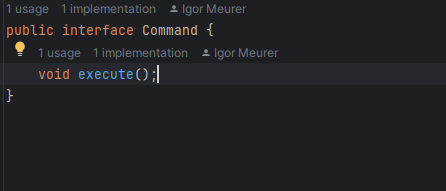 1 usage 1 implementation Igor Meurer
public interface Command {
1 usage 1 implementation Igor Meurer
void execute();
}